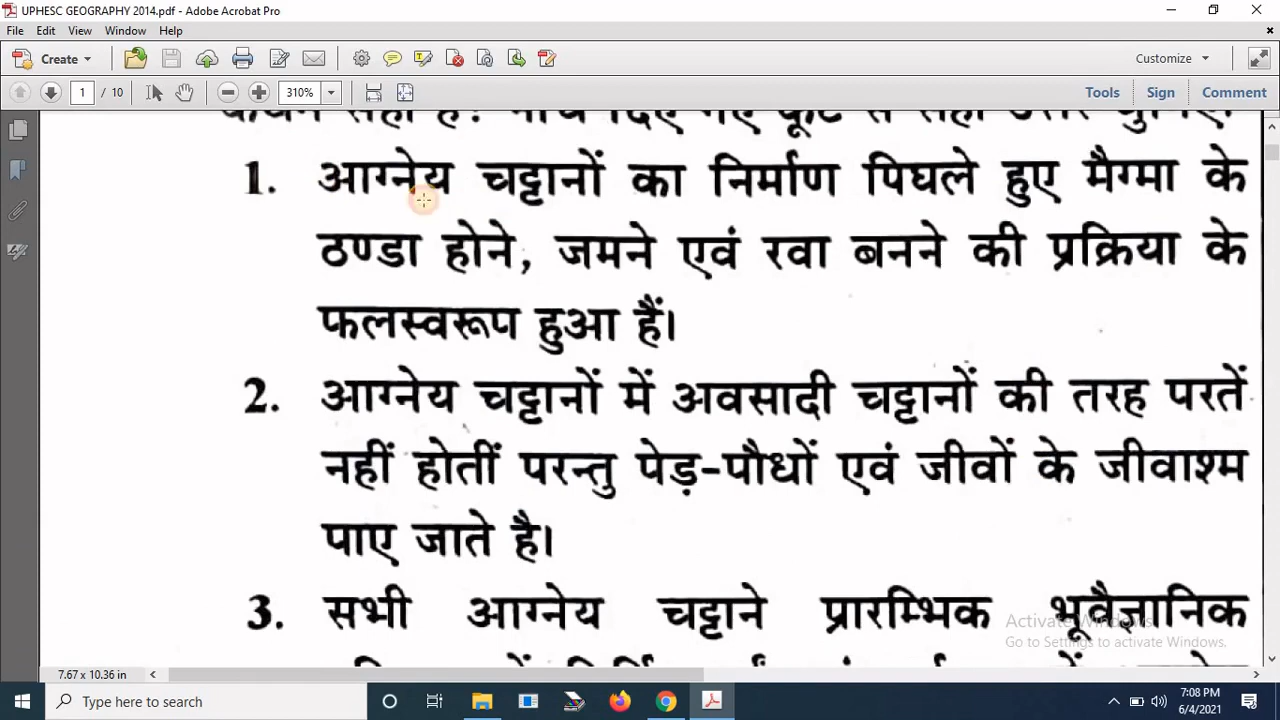 UPHESC GEOGRAPHY 2014.pdf - Adobe Acrobat Pro
File Edit View Window Help
Create Customize
1 / 10 310% Tools Sign Comment
1. आग्नेय चट्टानों का निर्माण पिघले हुए मैग्मा के
ठण्डा होने, जमने एवं रवा बनने की प्रक्रिया के
फलस्वरूप हुआ हैं।
2. आग्नेय चट्टानों में अवसादी चट्टानों की तरह परतें
नहीं होतीं परन्तु पेड़-पौधों एवं जीवों के जीवाश्म
पाए जाते है।
3. सभी आग्नेय चट्टाने प्रारम्भिक भूवैज्ञानिक
Activate Windows
Go to Settings to activate Windows.
7.67 x 10.36 in
Type here to search
7:08 PM
6/4/2021